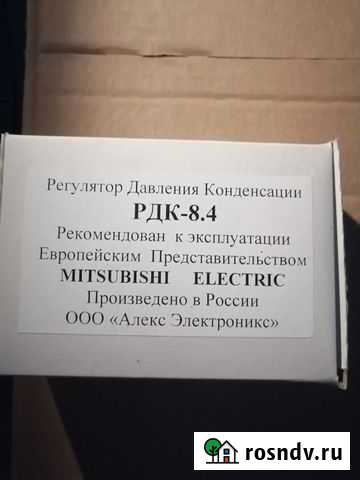 Регулятор Давления Конденсации
РДК-8.4
Рекомендован к эксплуатации
Европейским Представительством
MITSUBISHI ELECTRIC
Произведено в России
ООО «Алекс Электроникс»
rosndv.ru